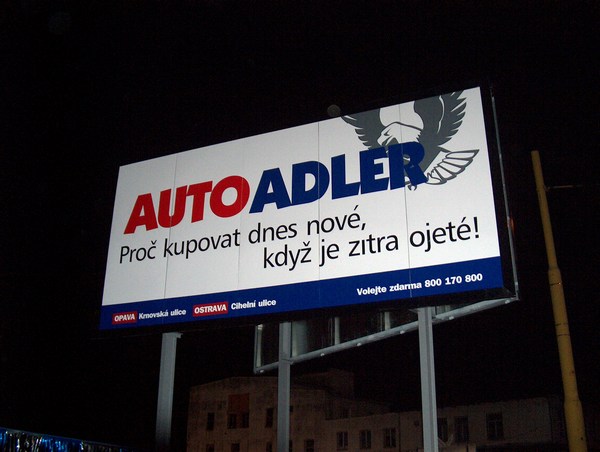 AUTOADLER
Proč kupovat dnes nové,
když je zítra ojeté!
OPAVA Krnovská ulice OSTRAVA Cihelní ulice Volejte zdarma 800 170 800